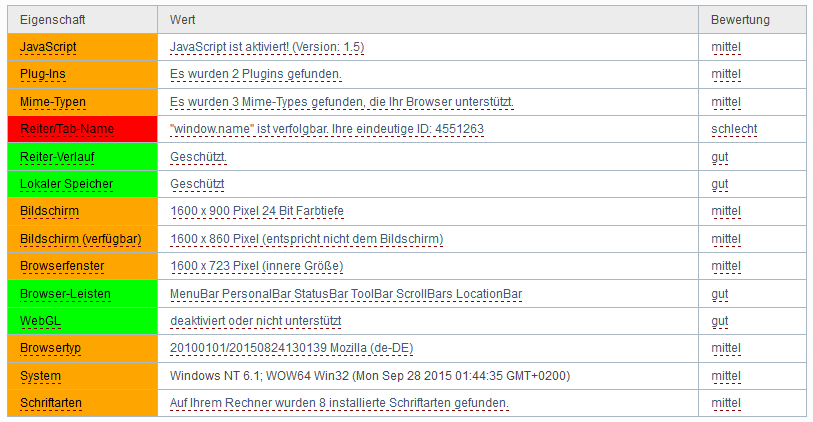 Eigenschaft Wert Bewertung
JavaScript JavaScript ist aktiviert! (Version: 1.5) mittel
Plug-Ins Es wurden 2 Plugins gefunden. mittel
Mime-Typen Es wurden 3 Mime-Types gefunden, die Ihr Browser unterstützt. mittel
Reiter/Tab-Name "window.name" ist verfolgbar. Ihre eindeutige ID: 4551263 schlecht
Reiter-Verlauf Geschützt. gut
Lokaler Speicher Geschützt gut
Bildschirm 1600 x 900 Pixel 24 Bit Farbtiefe mittel
Bildschirm (verfügbar) 1600 x 860 Pixel (entspricht nicht dem Bildschirm) mittel
Browserfenster 1600 x 723 Pixel (innere Größe) mittel
Browser-Leisten MenuBar PersonalBar StatusBar ToolBar ScrollBars LocationBar gut
WebGL deaktiviert oder nicht unterstützt gut
Browsertyp 20100101/20150824130139 Mozilla (de-DE) mittel
System Windows NT 6.1; WOW64 Win32 (Mon Sep 28 2015 01:44:35 GMT+0200) mittel
Schriftarten Auf Ihrem Rechner wurden 8 installierte Schriftarten gefunden. mittel